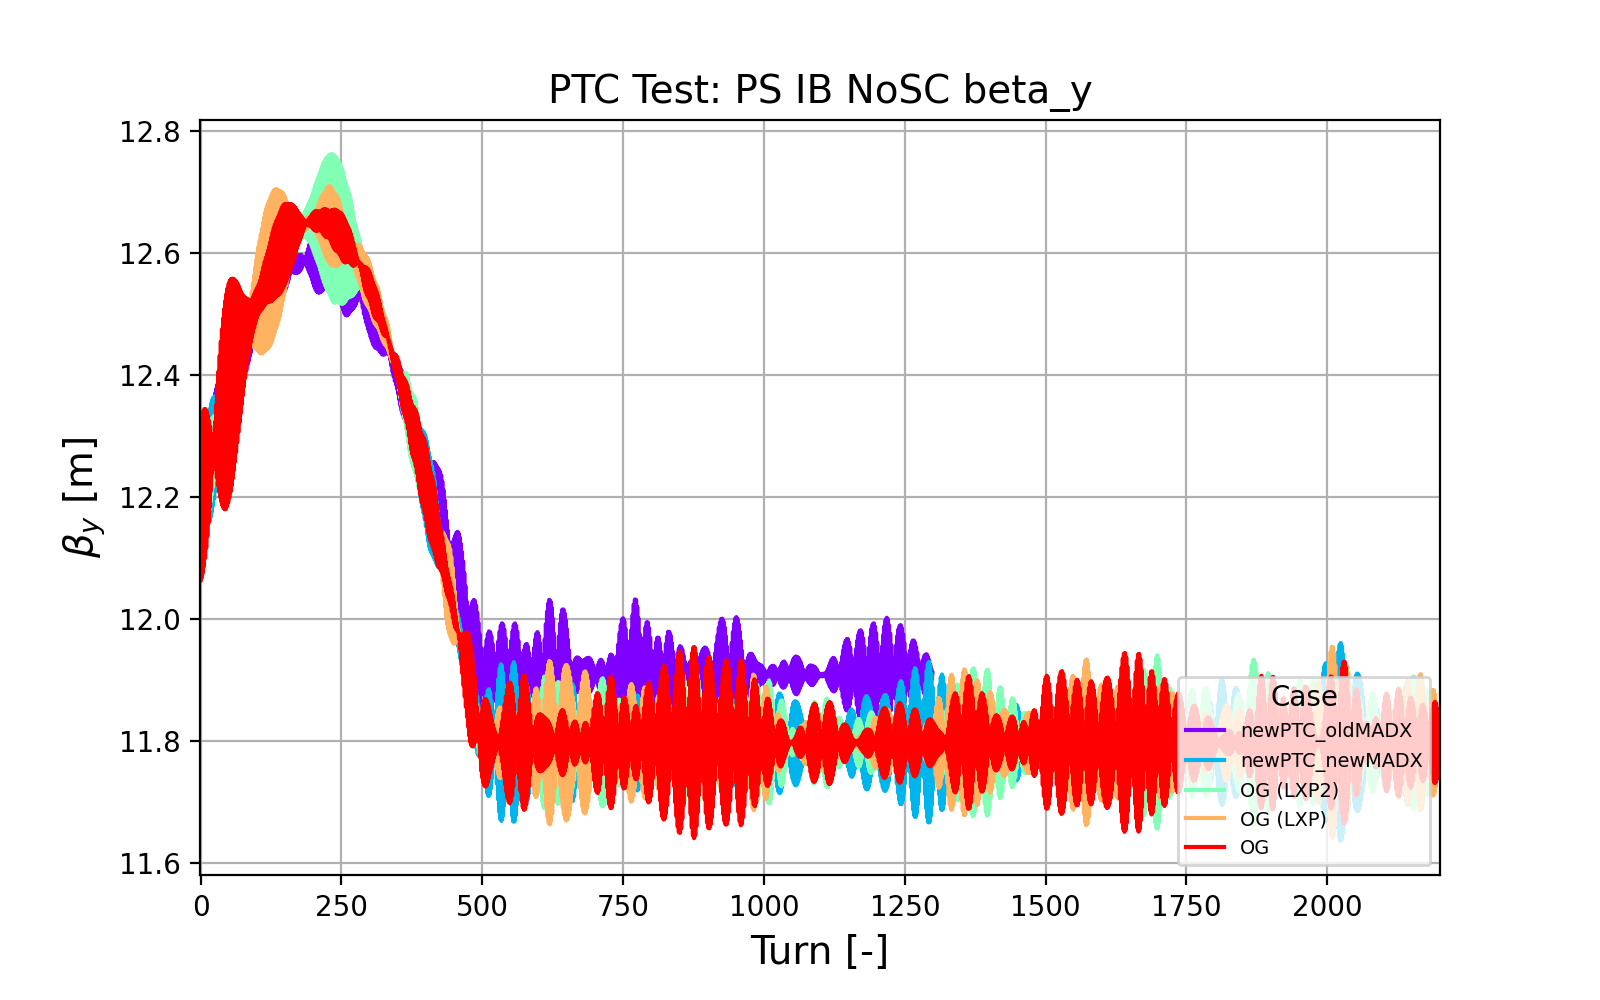 PTC Test: PS IB NoSC beta_y
β_y [m]
12.8
12.6
12.4
12.2
12.0
11.8
11.6
0 250 500 750 1000 1250 1500 1750 2000
Turn [-]
Case
newPTC_oldMADX
newPTC_newMADX
OG (LXP2)
OG (LXP)
OG